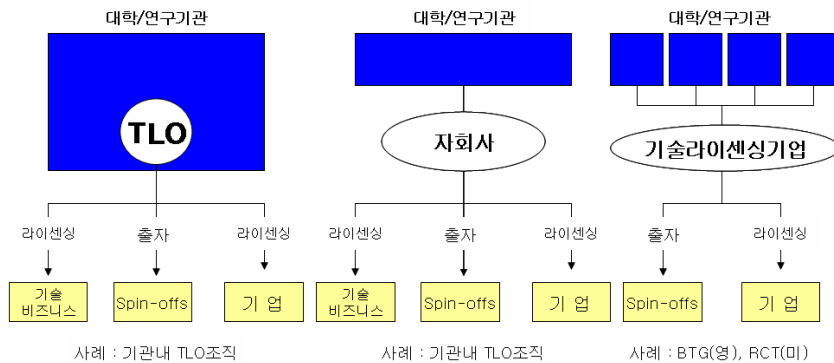 대학/연구기관
TLO
라이센싱
출자
라이센싱
기술
비즈니스
Spin-offs
기 업
사례 : 기관내 TLO조직
대학/연구기관
자회사
라이센싱
출자
라이센싱
기술
비즈니스
Spin-offs
기 업
사례 : 기관내 TLO조직
대학/연구기관
기술라이센싱기업
출자
라이센싱
Spin-offs
기 업
사례 : BTG(영), RCT(미)